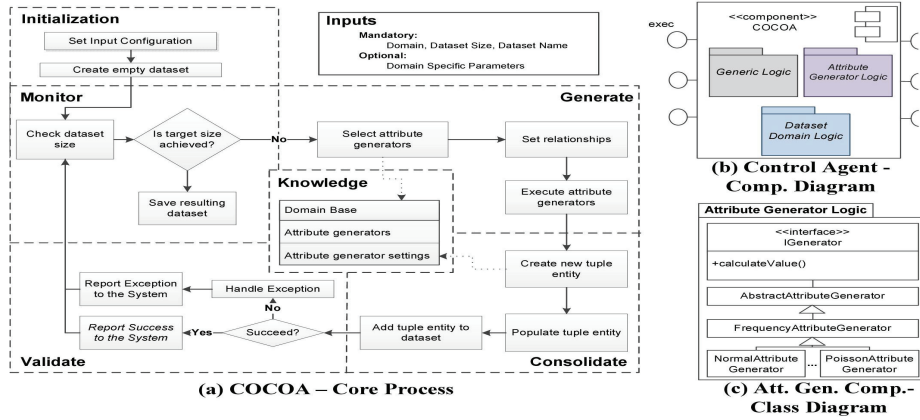 Initialization
Set Input Configuration
Create empty dataset
Inputs
Mandatory:
Domain, Dataset Size, Dataset Name
Optional:
Domain Specific Parameters
Monitor
Generate
Check dataset
size
Is target size
achieved?
No
Select attribute
generators
Set relationships
Save resulting
dataset
Execute attribute
generators
Knowledge
Domain Base
Attribute generators
Attribute generator settings
Create new tuple
entity
Report Exception
to the System
Handle Exception
No
Report Success
to the System
Yes
Succeed?
Add tuple entity to
dataset
Populate tuple entity
Validate
Consolidate
(a) COCOA – Core Process
exec
<<component>>
COCOA
Generic Logic
Attribute
Generator Logic
Dataset
Domain Logic
(b) Control Agent -
Comp. Diagram
Attribute Generator Logic
<<interface>>
IGenerator
+calculateValue()
AbstractAttributeGenerator
FrequencyAttributeGenerator
NormalAttribute
Generator
...
PoissonAttribute
Generator
(c) Att. Gen. Comp.-
Class Diagram